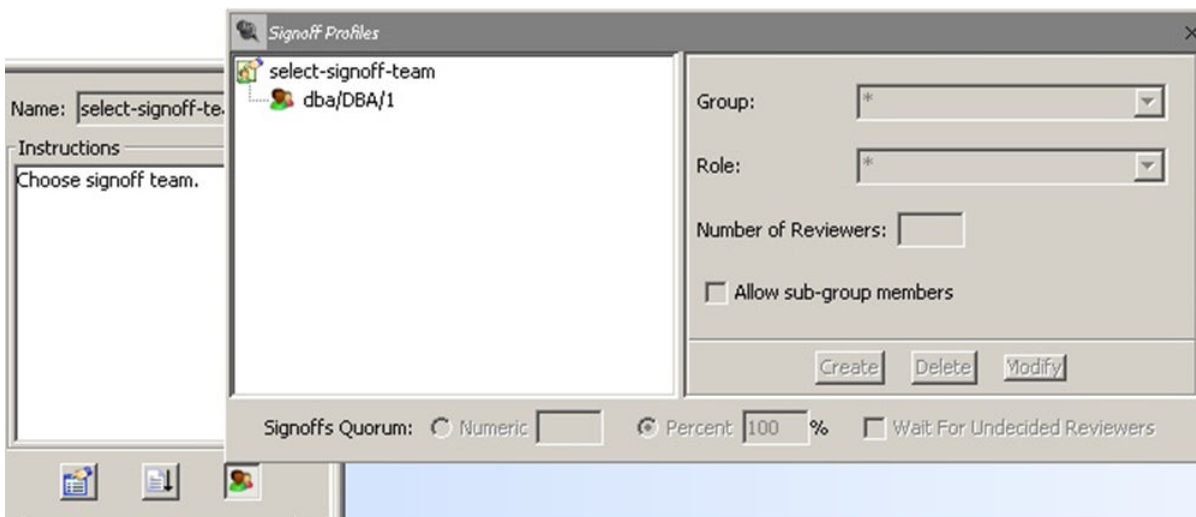 Signoff Profiles
select-signoff-team
dba/DBA/1
Name: select-signoff-te
Instructions
Choose signoff team.
Group: *
Role: *
Number of Reviewers:
Allow sub-group members
Create Delete Modify
Signoffs Quorum: Numeric Percent 100 % Wait For Undecided Reviewers